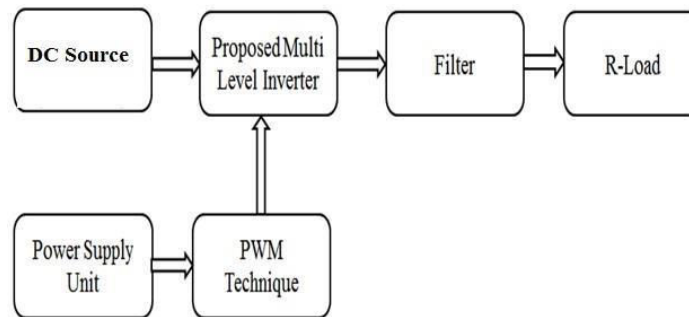 DC Source
Proposed Multi
Level Inverter
Filter
R-Load
Power Supply
Unit
PWM
Technique